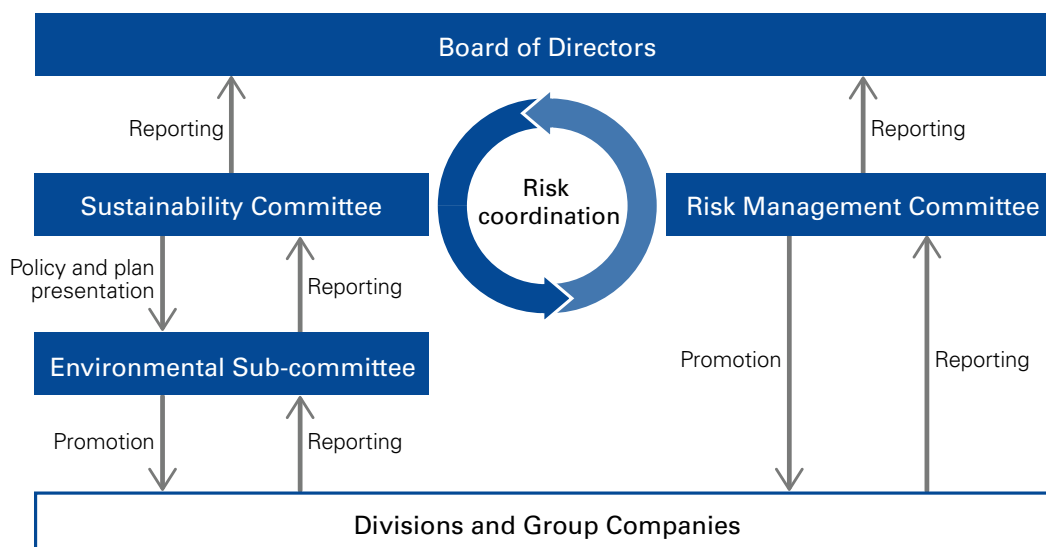 Board of Directors
Reporting
Reporting
Sustainability Committee
Risk
coordination
Risk Management Committee
Policy and plan
presentation
Reporting
Environmental Sub-committee
Promotion
Reporting
Promotion
Reporting
Divisions and Group Companies